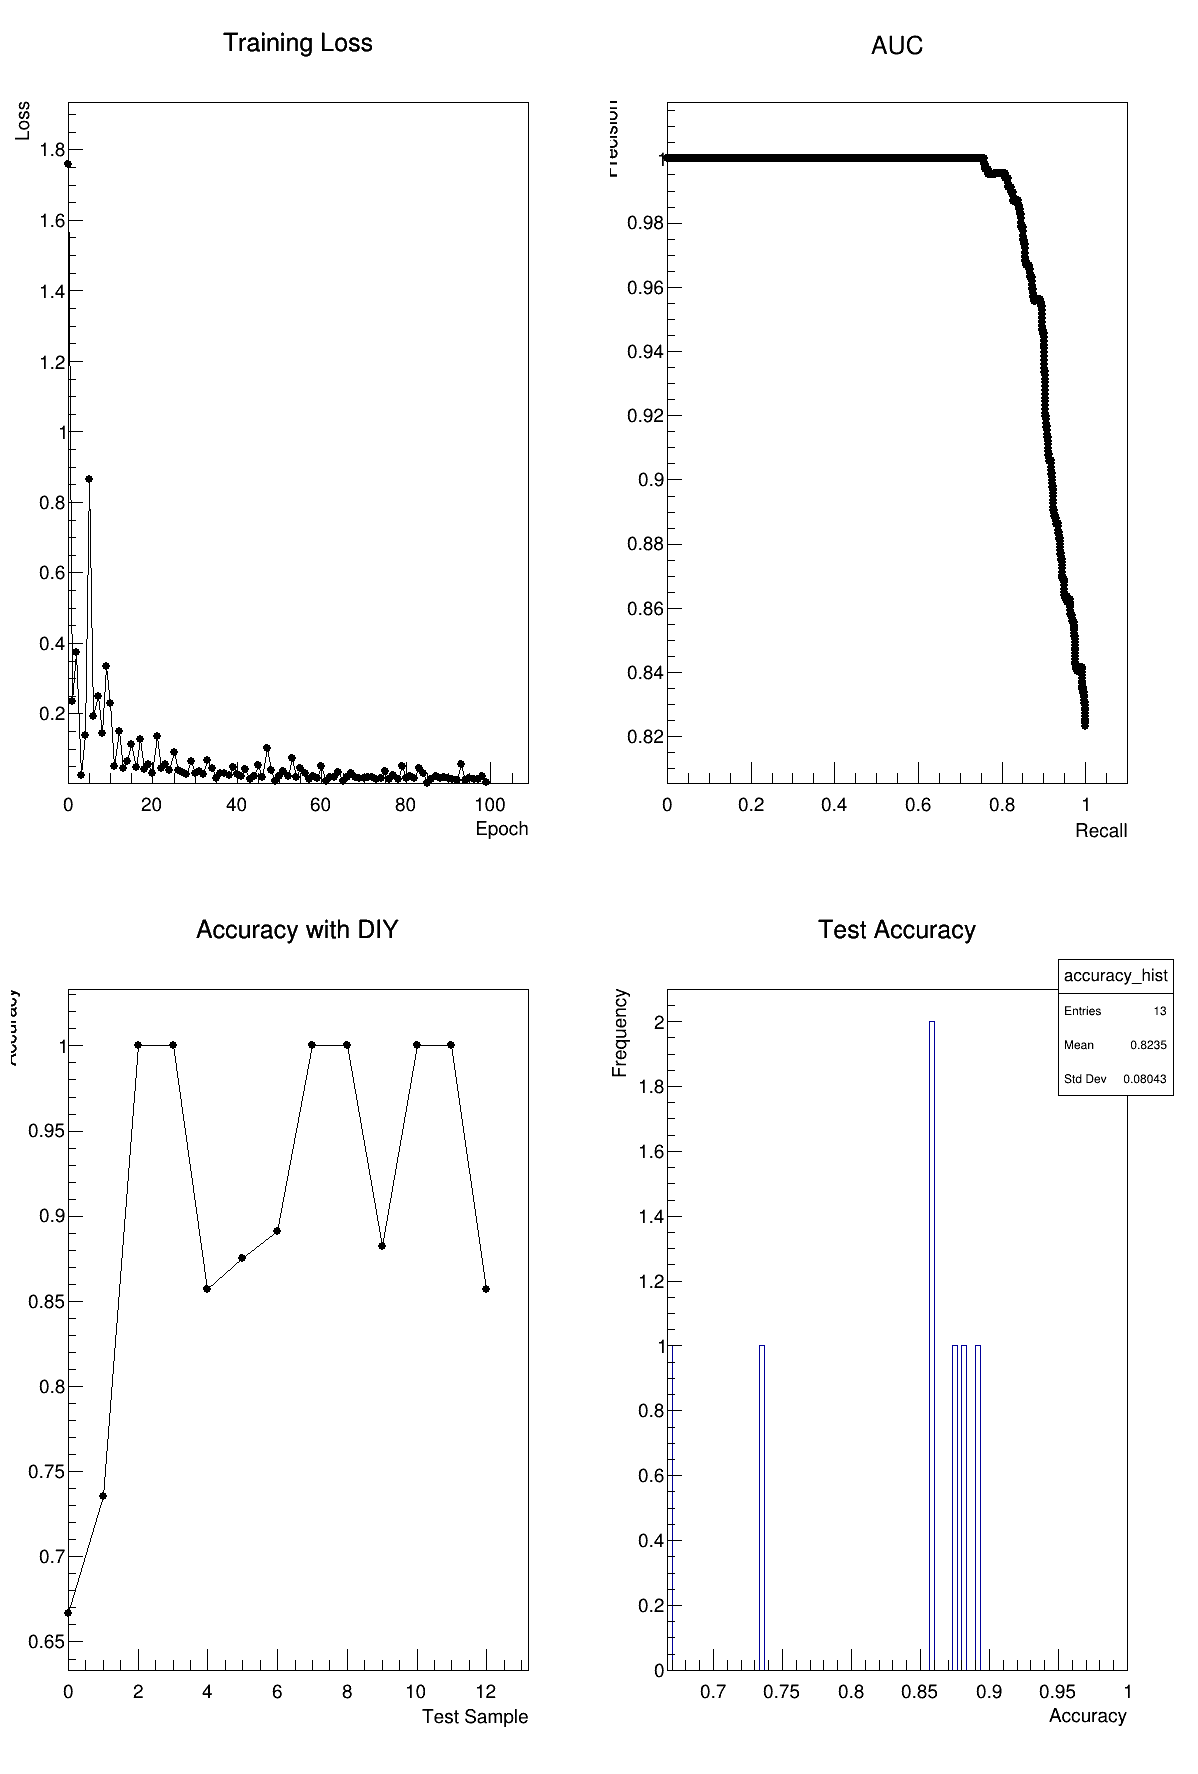 Training Loss
Loss
1.8
1.6
1.4
1.2
1
0.8
0.6
0.4
0.2
0 20 40 60 80 100
Epoch
AUC
Precision
1
0.98
0.96
0.94
0.92
0.9
0.88
0.86
0.84
0.82
0 0.2 0.4 0.6 0.8 1
Recall
Accuracy with DIY
Accuracy
1
0.95
0.9
0.85
0.8
0.75
0.7
0.65
0 2 4 6 8 10 12
Test Sample
Test Accuracy
Frequency
2
1.8
1.6
1.4
1.2
1
0.8
0.6
0.4
0.2
0
0.7 0.75 0.8 0.85 0.9 0.95 1
Accuracy
accuracy_hist
Entries 13
Mean 0.8235
Std Dev 0.08043